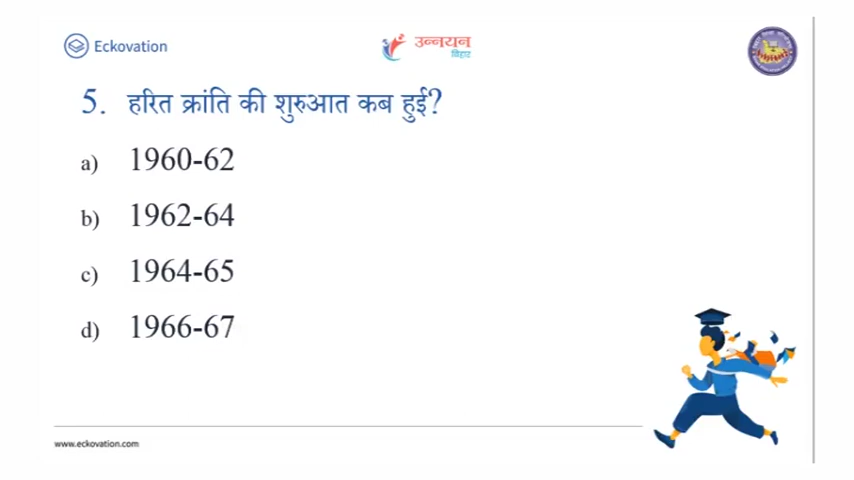 Eckovation
उन्नयन
बिहार
5. हरित क्रांति की शुरुआत कब हुई?
a) 1960-62
b) 1962-64
c) 1964-65
d) 1966-67
www.eckovation.com